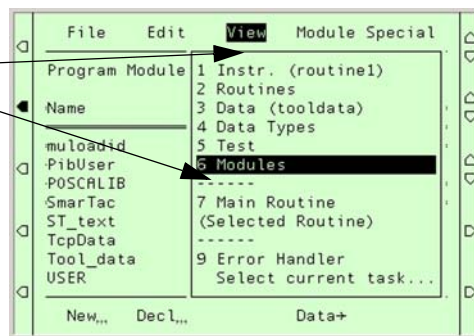 File Edit View Module Special
Program Module
Name
muloadid
PibUser
POSCALIB
SmarTac
ST_text
TcpData
Tool_data
USER
1 Instr. (routine1)
2 Routines
3 Data (tooldata)
4 Data Types
5 Test
6 Modules
------
7 Main Routine
(Selected Routine)
------
9 Error Handler
Select current task...
New,,, Decl,,, Data→